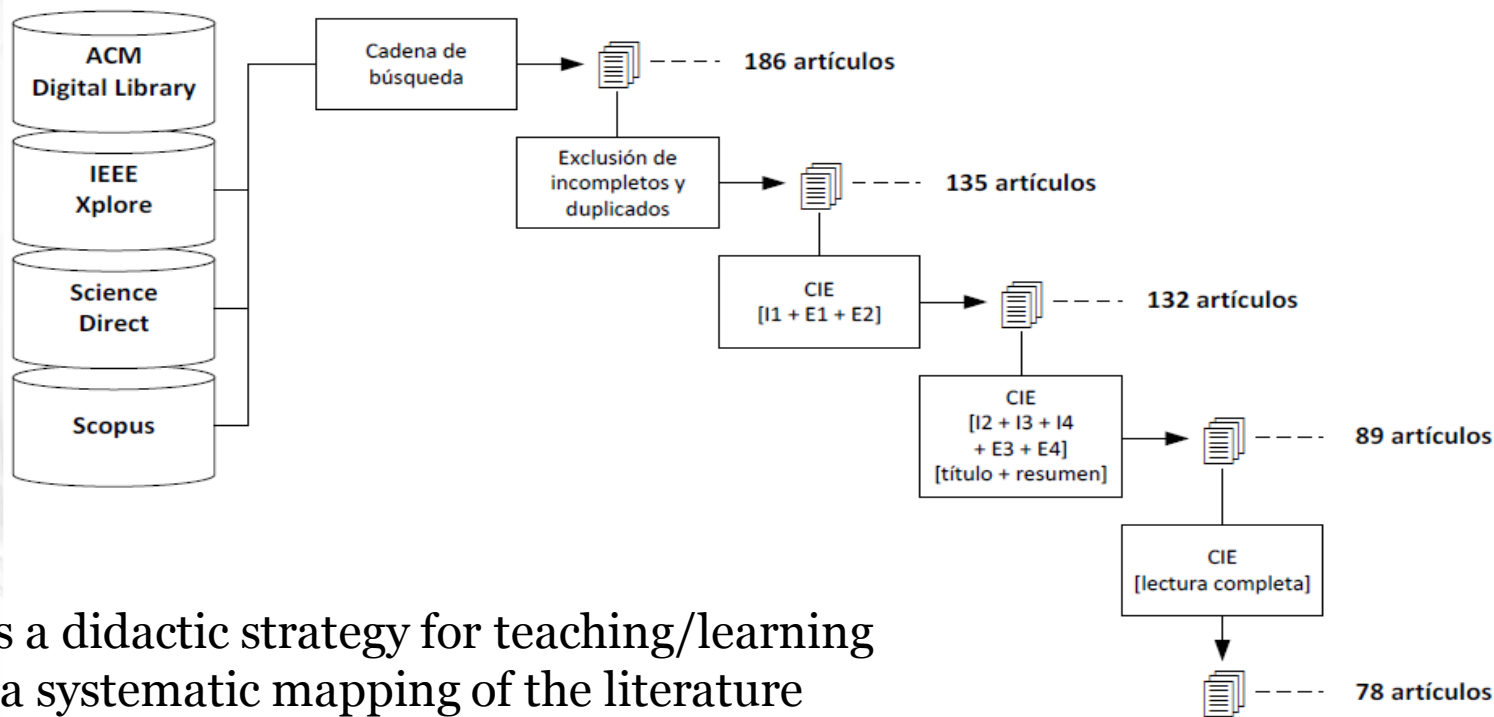 ACM
Digital Library
IEEE
Xplore
Science
Direct
Scopus
Cadena de
búsqueda
186 artículos
Exclusión de
incompletos y
duplicados
135 artículos
CIE
[I1 + E1 + E2]
132 artículos
CIE
[I2 + I3 + I4
+ E3 + E4]
[título + resumen]
89 artículos
CIE
[lectura completa]
78 artículos
s a didactic strategy for teaching/learning
a systematic mapping of the literature